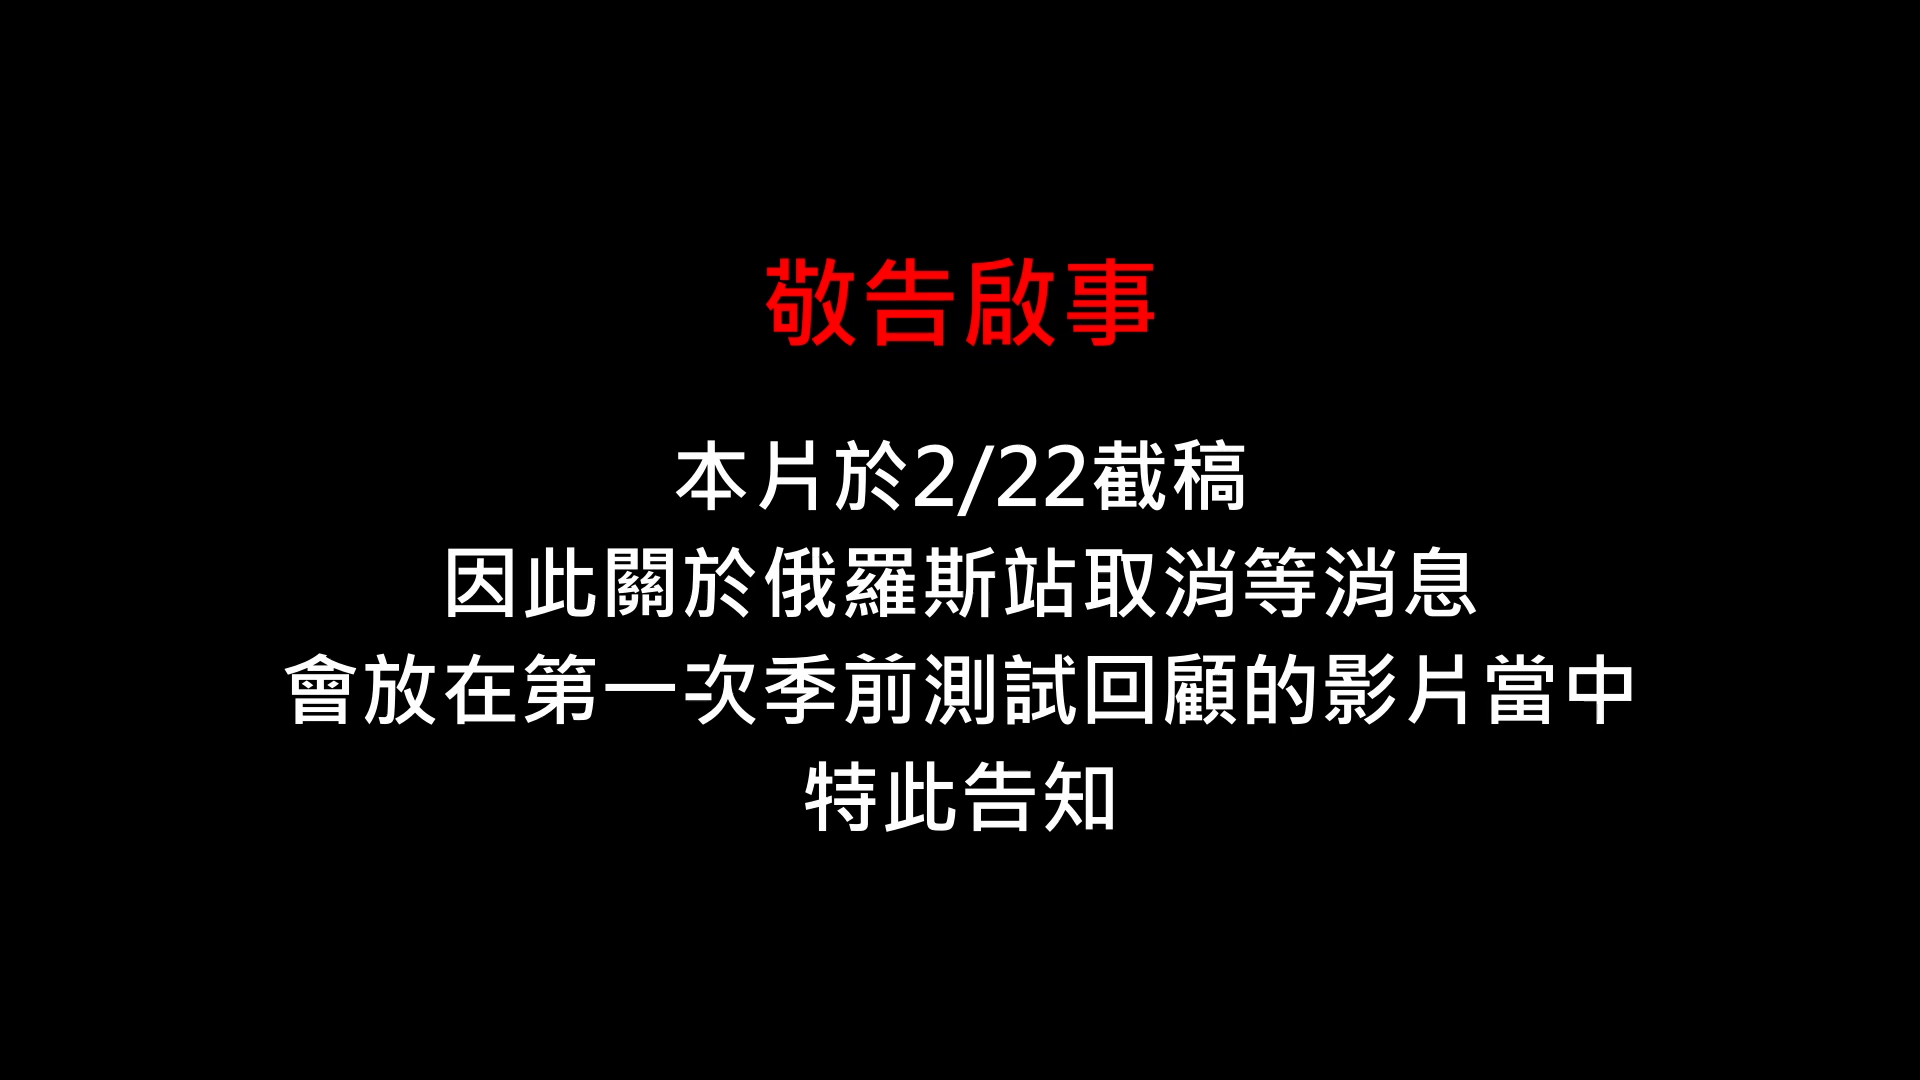 敬告啟事
本片於2/22截稿
因此關於俄羅斯站取消等消息
會放在第一次季前測試回顧的影片當中
特此告知